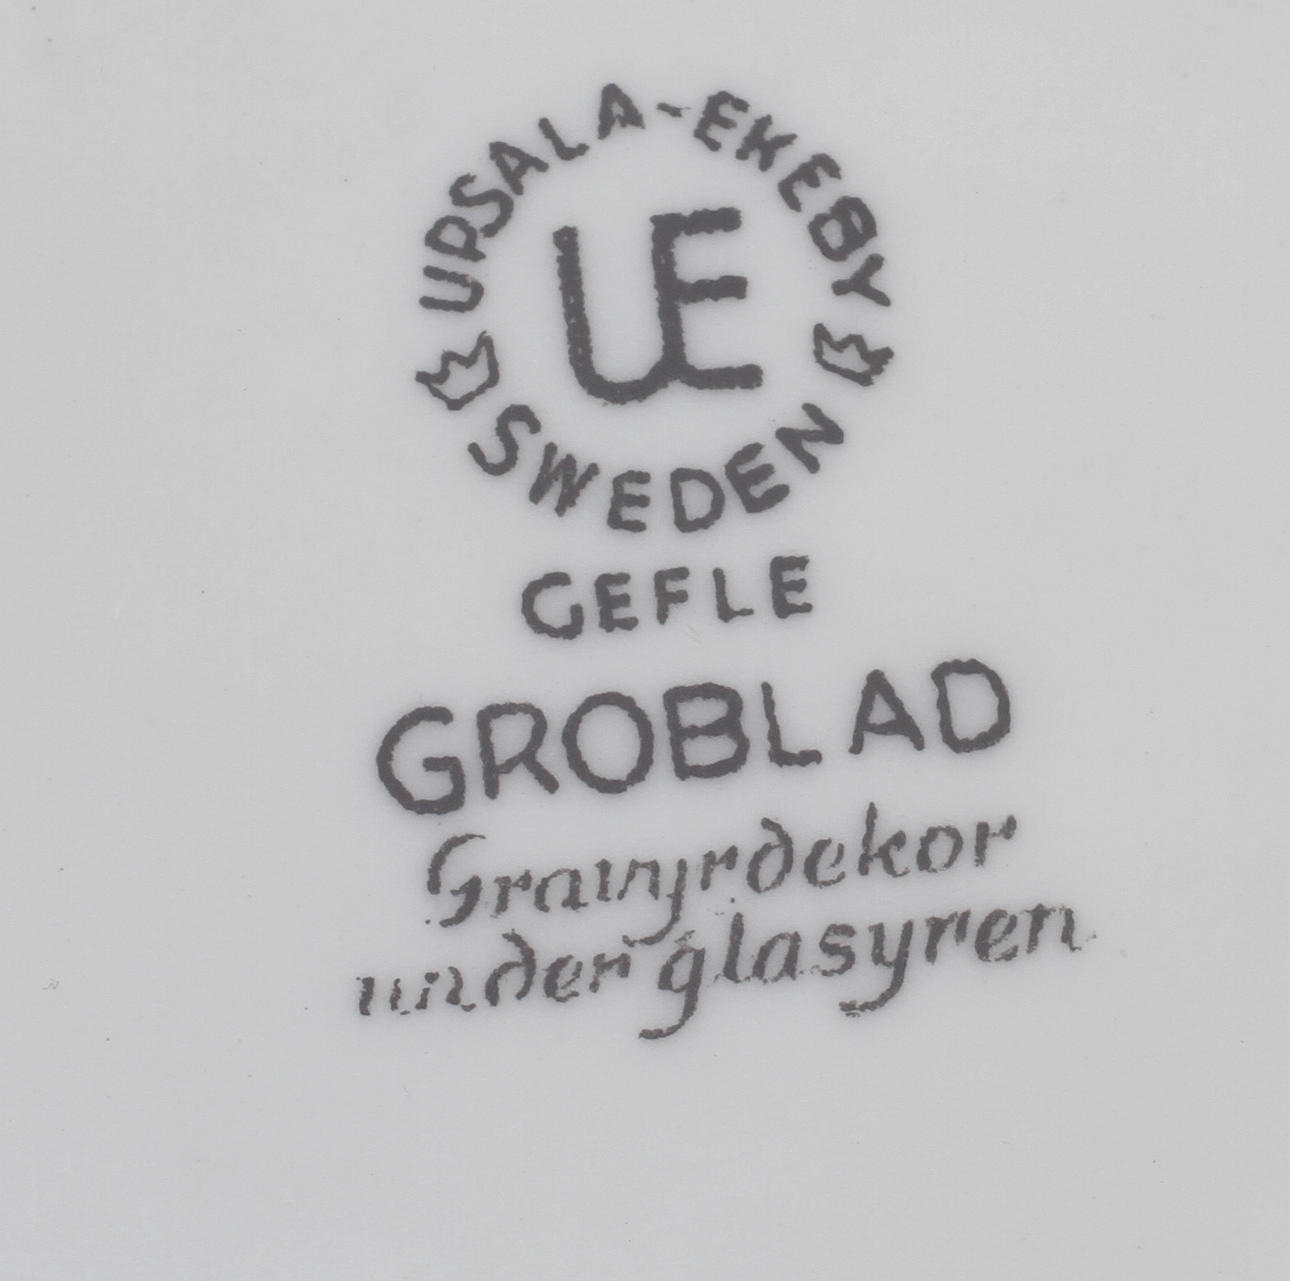 UPSALA-EKEBY
UE
SWEDEN
GEFLE
GROBLAD
Gravyrdekor
under glasyren